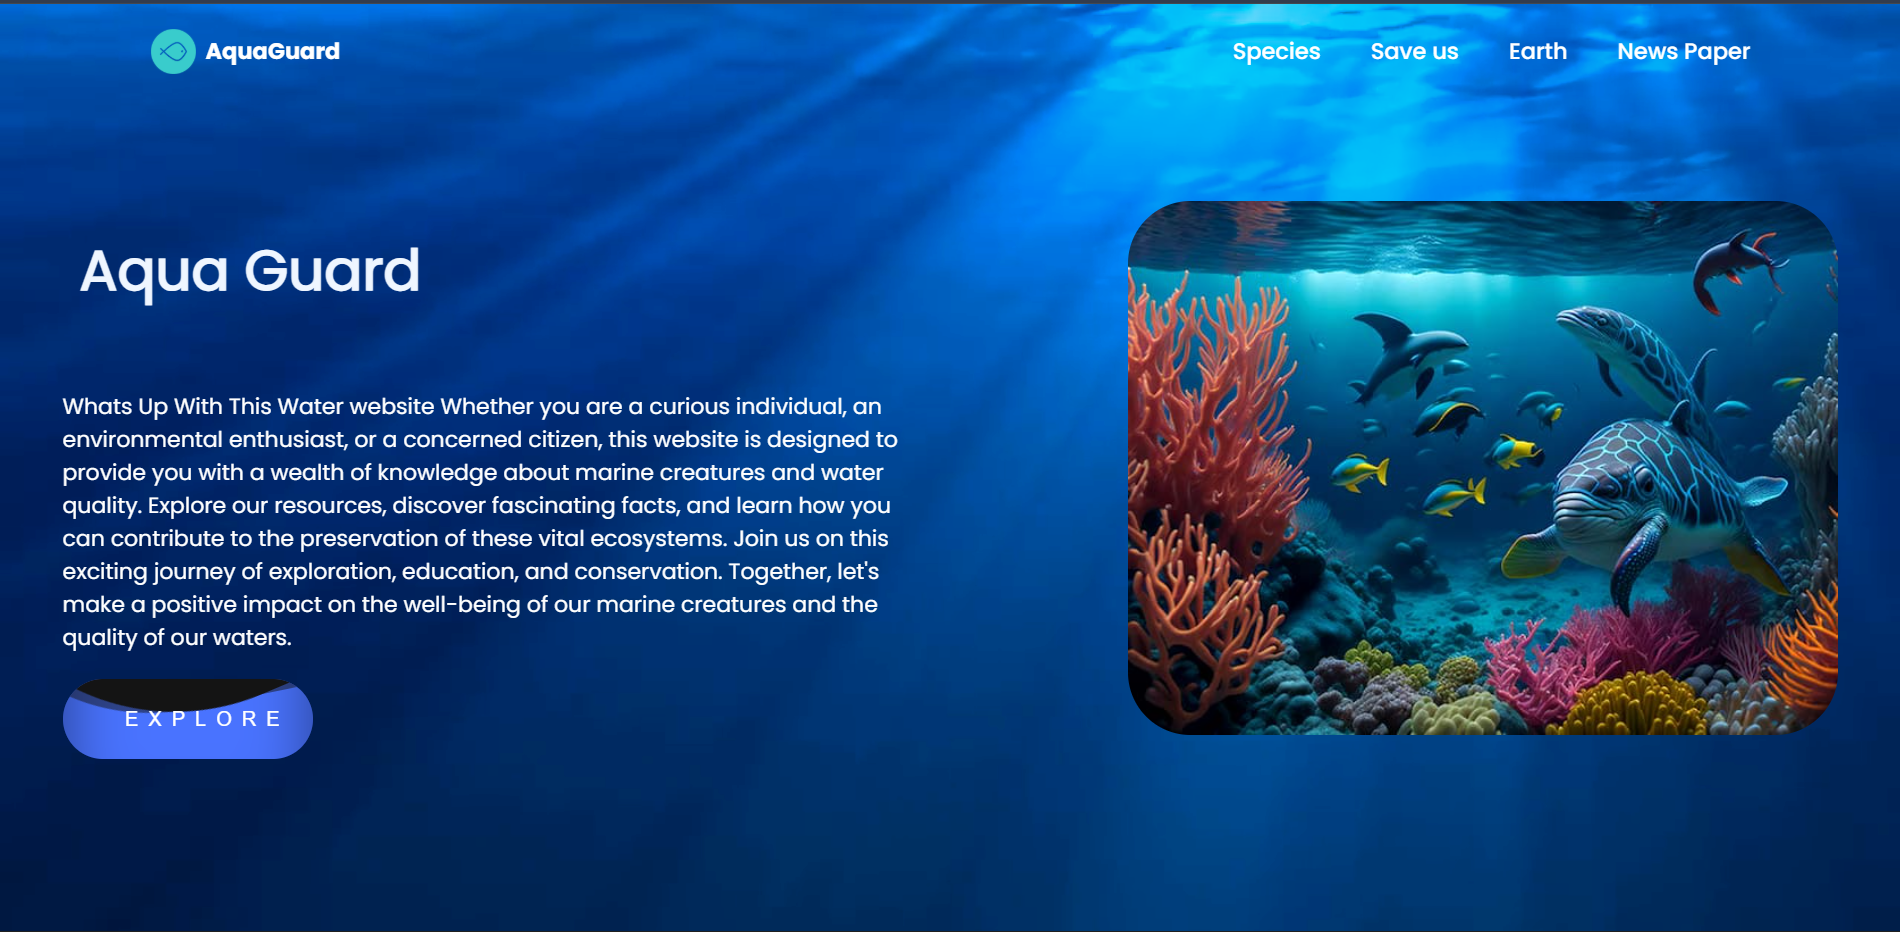 AquaGuard
Species
Save us
Earth
News Paper
Aqua Guard
Whats Up With This Water website Whether you are a curious individual, an
environmental enthusiast, or a concerned citizen, this website is designed to
provide you with a wealth of knowledge about marine creatures and water
quality. Explore our resources, discover fascinating facts, and learn how you
can contribute to the preservation of these vital ecosystems. Join us on this
exciting journey of exploration, education, and conservation. Together, let's
make a positive impact on the well-being of our marine creatures and the
quality of our waters.
EXPLORE